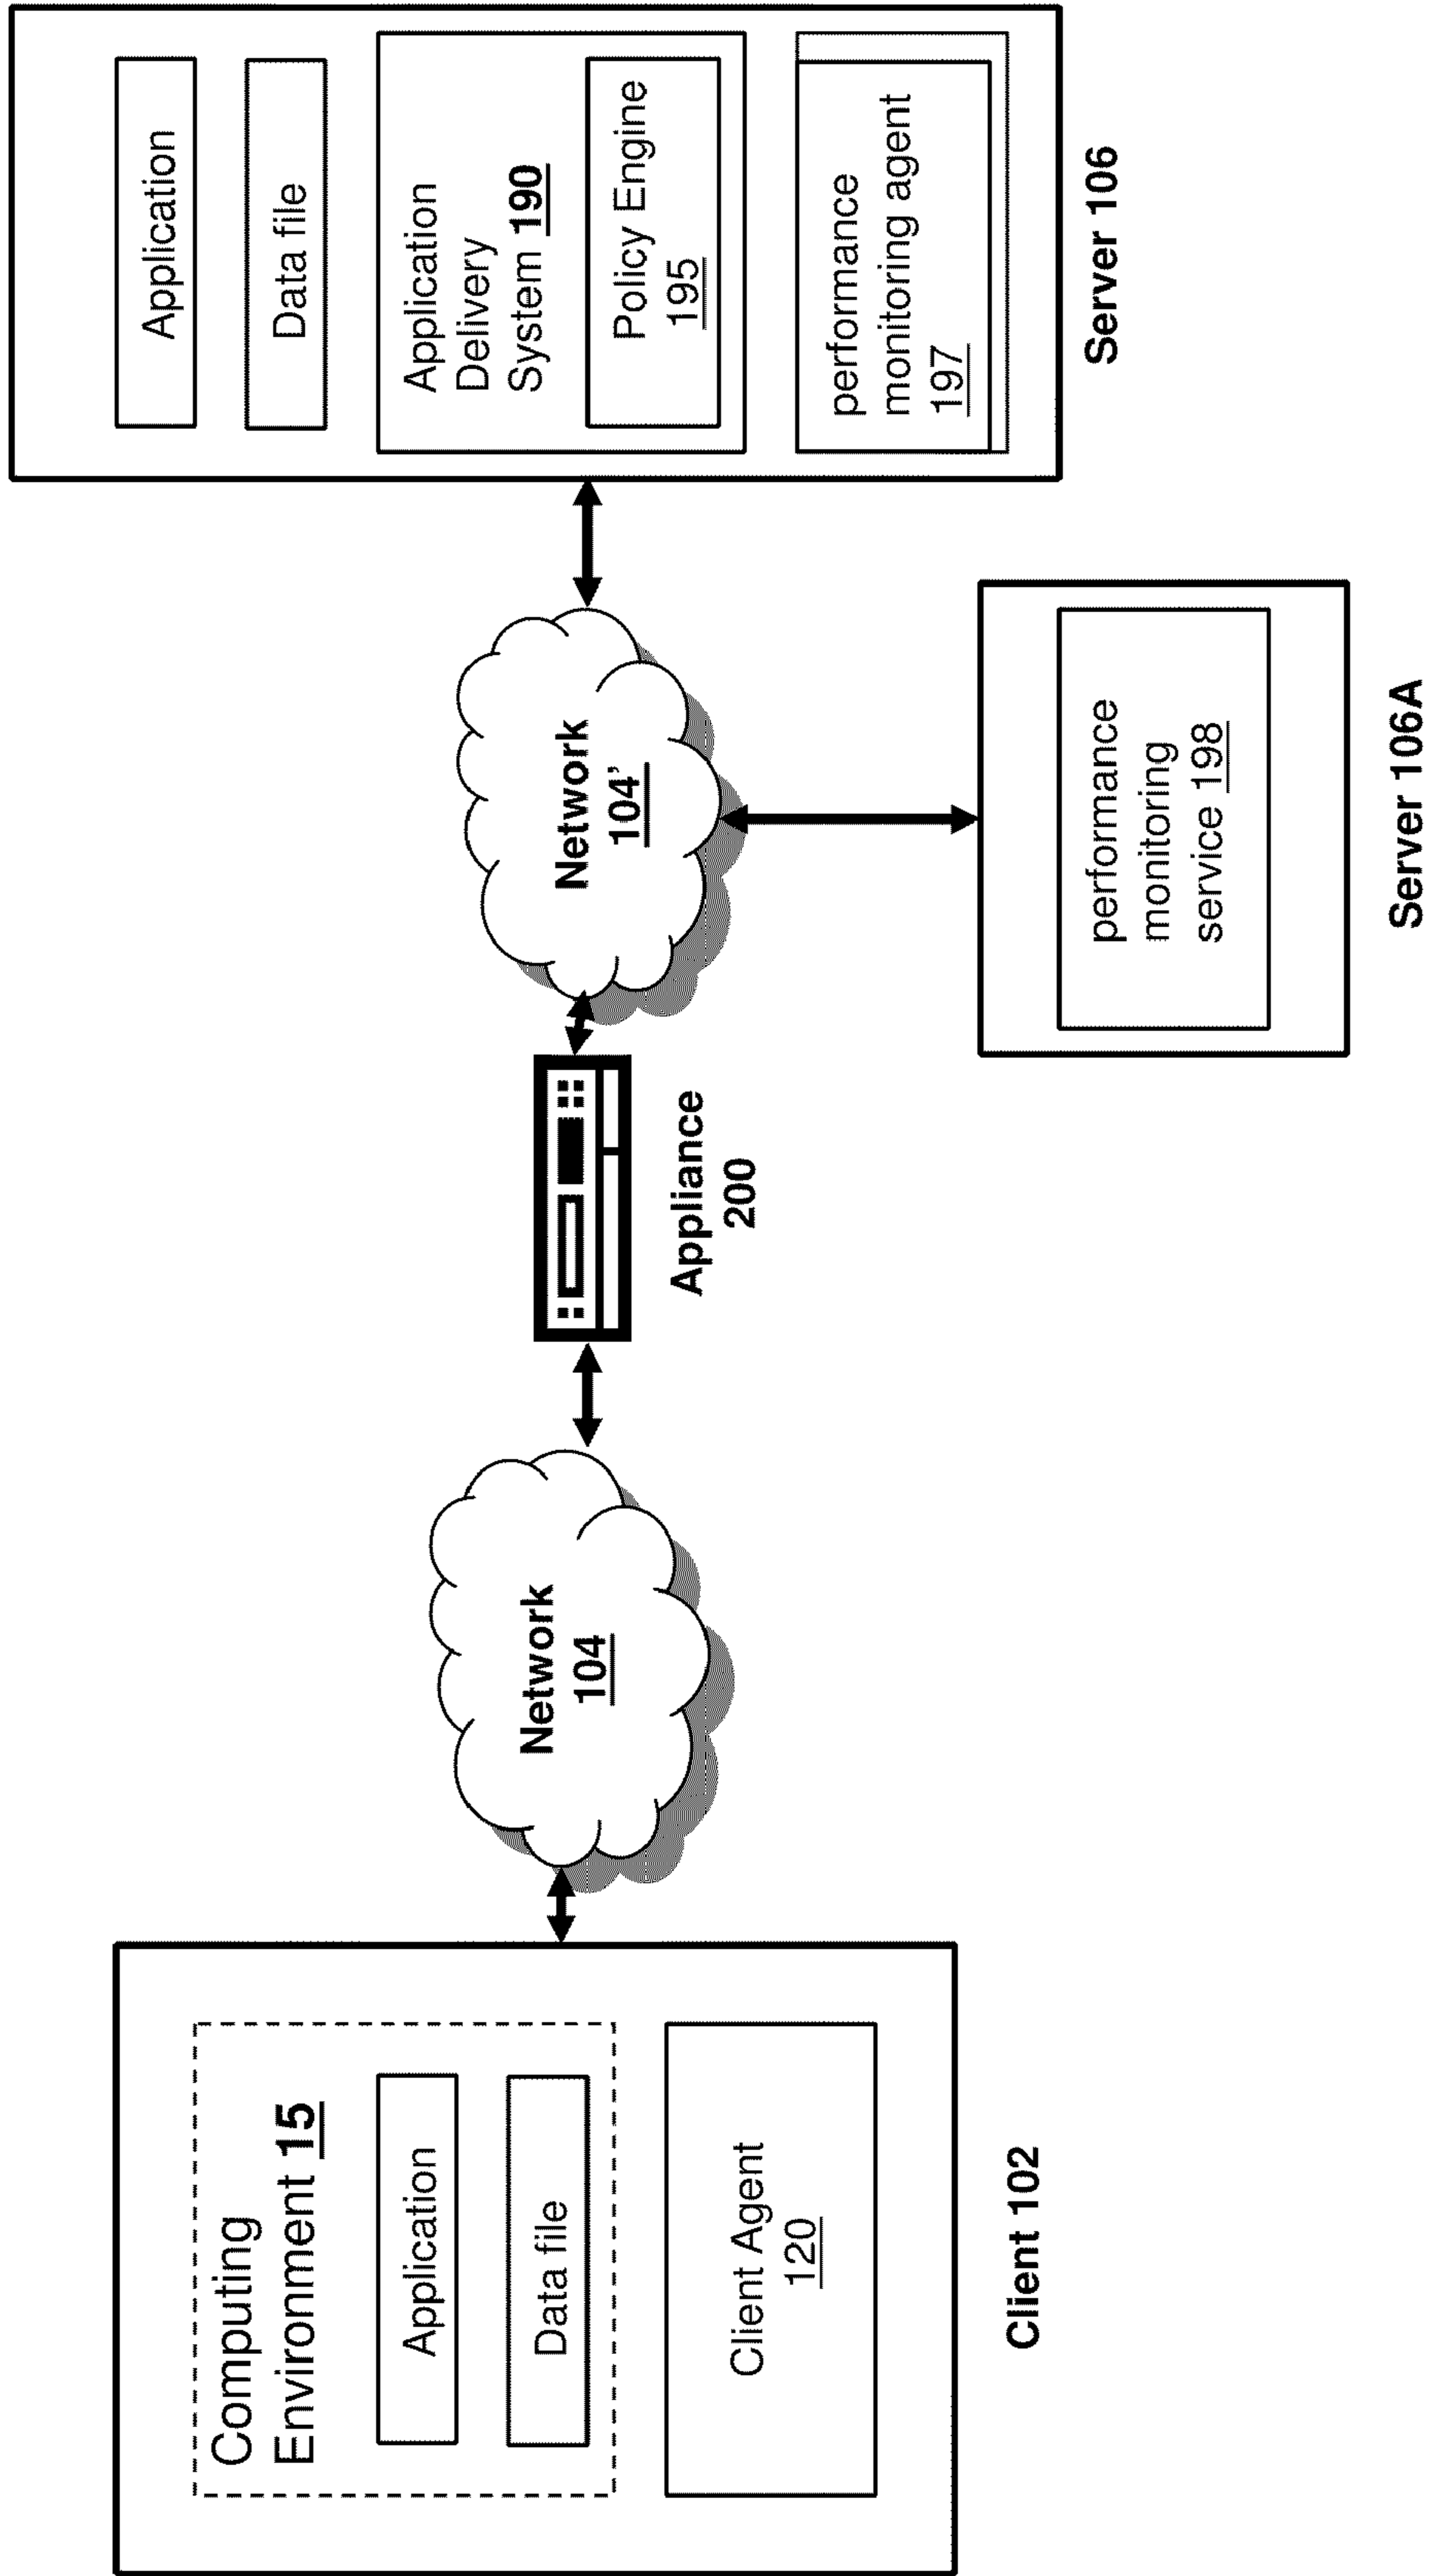 Computing
Environment 15
Application
Data file
Client Agent
120
Client 102
Network
104
Appliance
200
Network
104'
performance
monitoring
service 198
Server 106A
Application
Data file
Application
Delivery
System 190
Policy Engine
195
performance
monitoring agent
197
Server 106